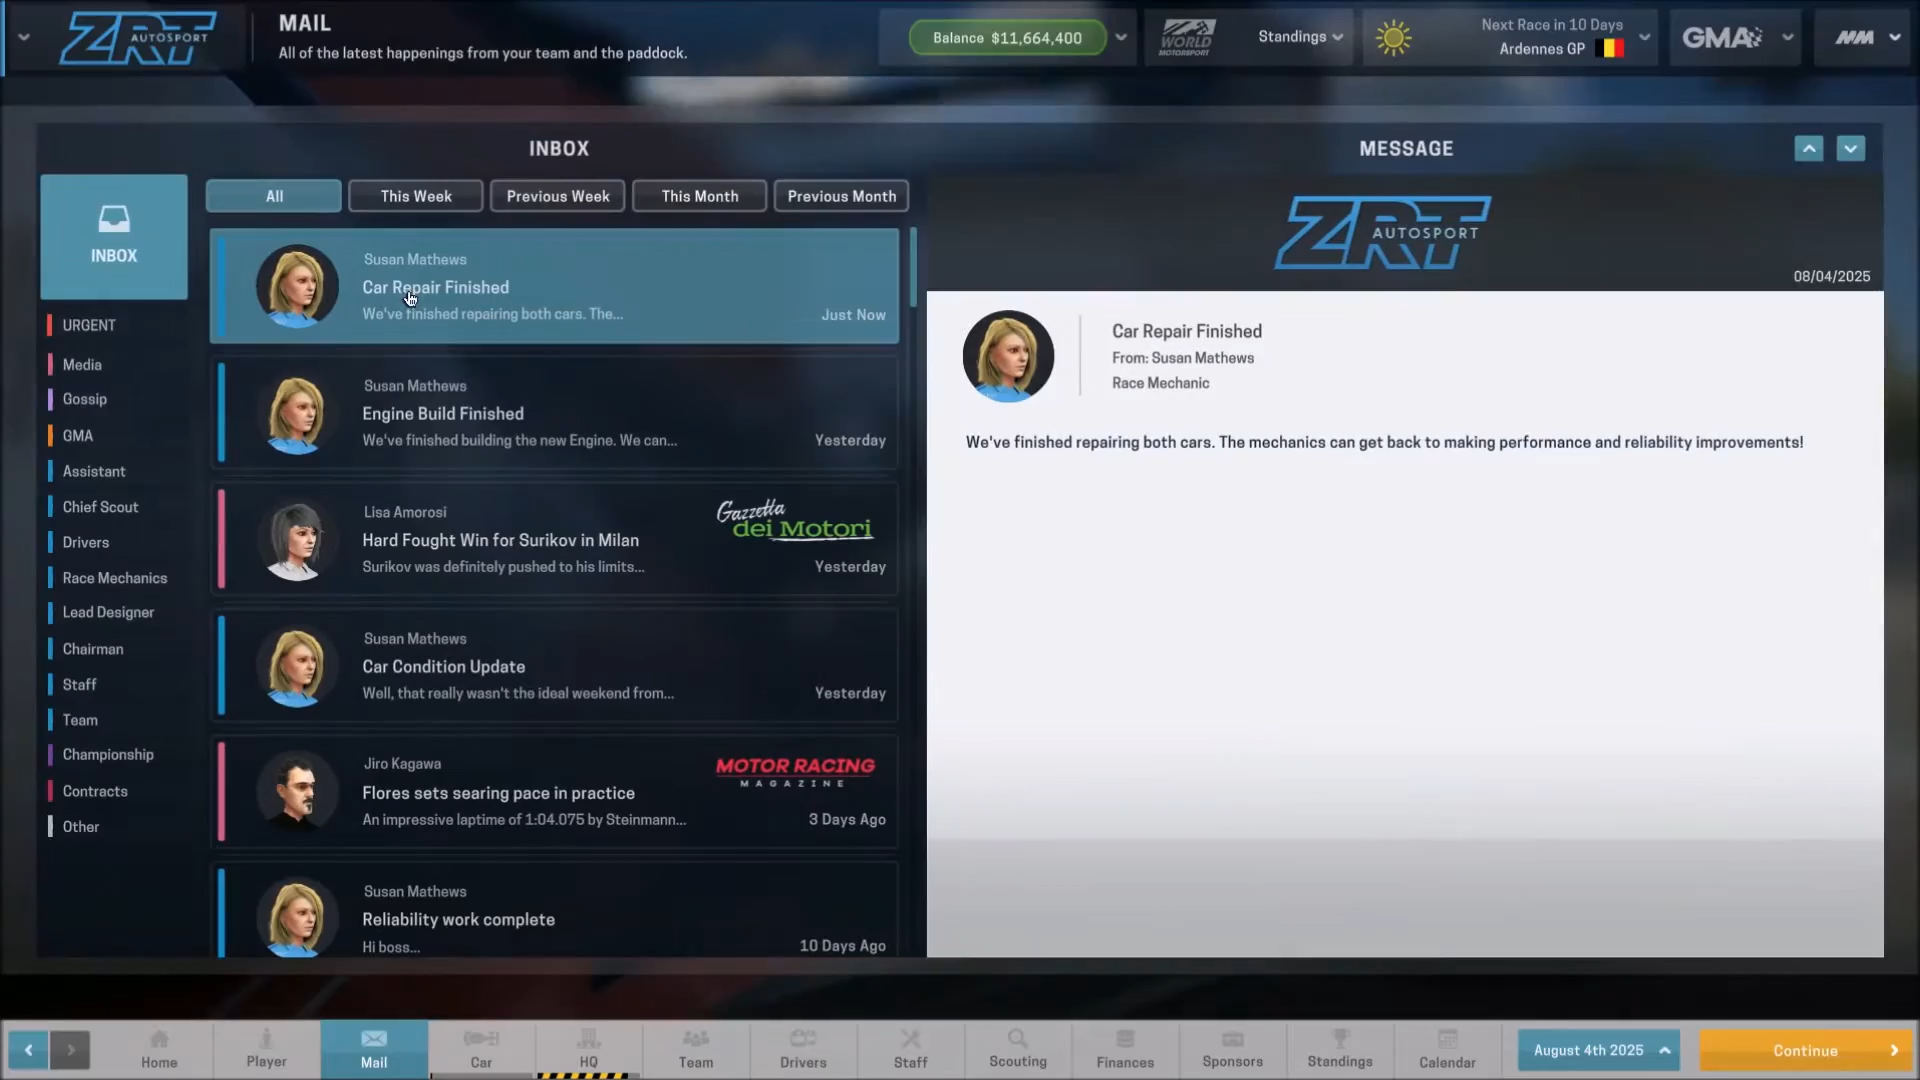 ZRT
AUTOSPORT
MAIL
All of the latest happenings from your team and the paddock.
Balance $11,664,400
WORLD
MOTORSPORT
Standings
Next Race in 10 Days
Ardennes GP
GMA
MM
INBOX
MESSAGE
INBOX
All
This Week
Previous Week
This Month
Previous Month
URGENT
Media
Gossip
GMA
Assistant
Chief Scout
Drivers
Race Mechanics
Lead Designer
Chairman
Staff
Team
Championship
Contracts
Other
Susan Mathews
Car Repair Finished
We've finished repairing both cars. The...
Just Now
Susan Mathews
Engine Build Finished
We've finished building the new Engine. We can...
Yesterday
Lisa Amorosi
Hard Fought Win for Surikov in Milan
Surikov was definitely pushed to his limits...
Gazzetta
dei Motori
Yesterday
Susan Mathews
Car Condition Update
Well, that really wasn't the ideal weekend from...
Yesterday
Jiro Kagawa
Flores sets searing pace in practice
An impressive laptime of 1:04.075 by Steinmann...
MOTOR RACING
MAGAZINE
3 Days Ago
Susan Mathews
Reliability work complete
Hi boss...
10 Days Ago
ZRT
AUTOSPORT
08/04/2025
Car Repair Finished
From: Susan Mathews
Race Mechanic
We've finished repairing both cars. The mechanics can get back to making performance and reliability improvements!
Home
Player
Mail
Car
HQ
Team
Drivers
Staff
Scouting
Finances
Sponsors
Standings
Calendar
August 4th 2025
Continue